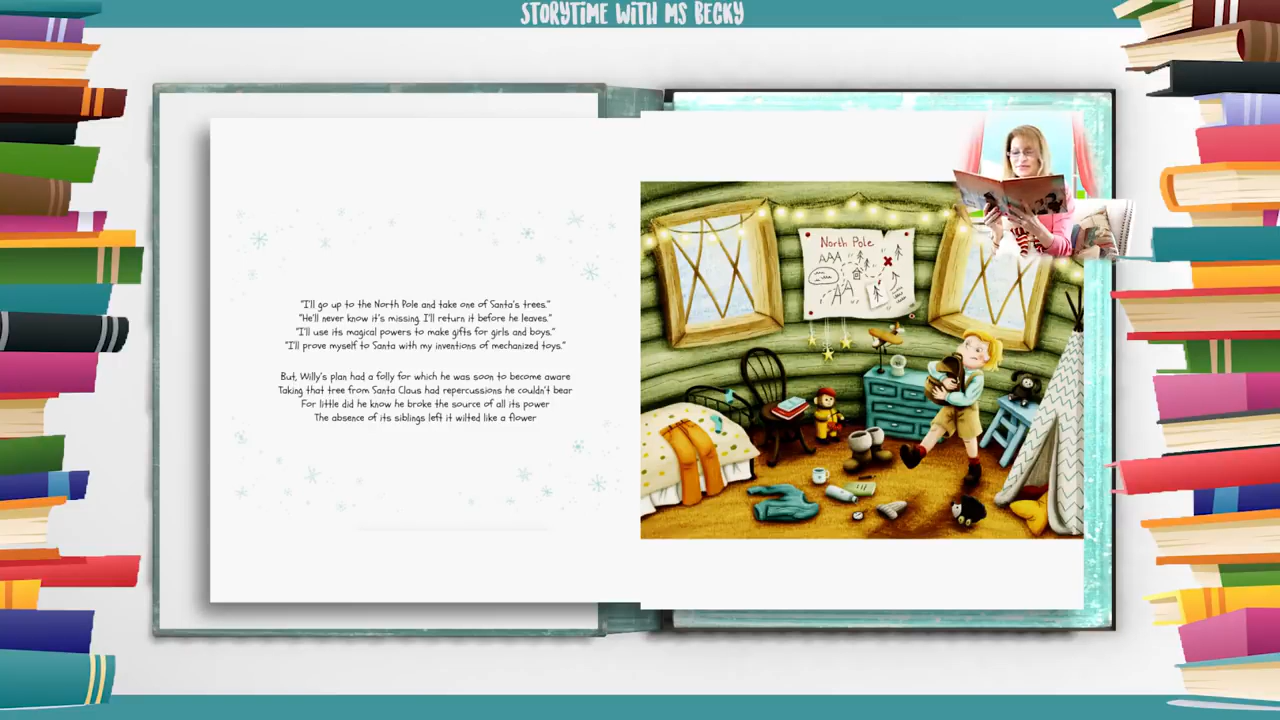 STORYTIME WITH MS BECKY
"I'll go up to the North Pole and take one of Santa's trees."
"He'll never know it's missing. I'll return it before he leaves."
"I'll use its magical powers to make gifts for girls and boys."
"I'll prove myself to Santa with my inventions of mechanized toys."
But, Willy's plan had a folly for which he was soon to become aware
Taking that tree from Santa Claus had repercussions he couldn't bear
For little did he know he broke the source of all its power
The absence of its siblings left it wilted like a flower
North Pole